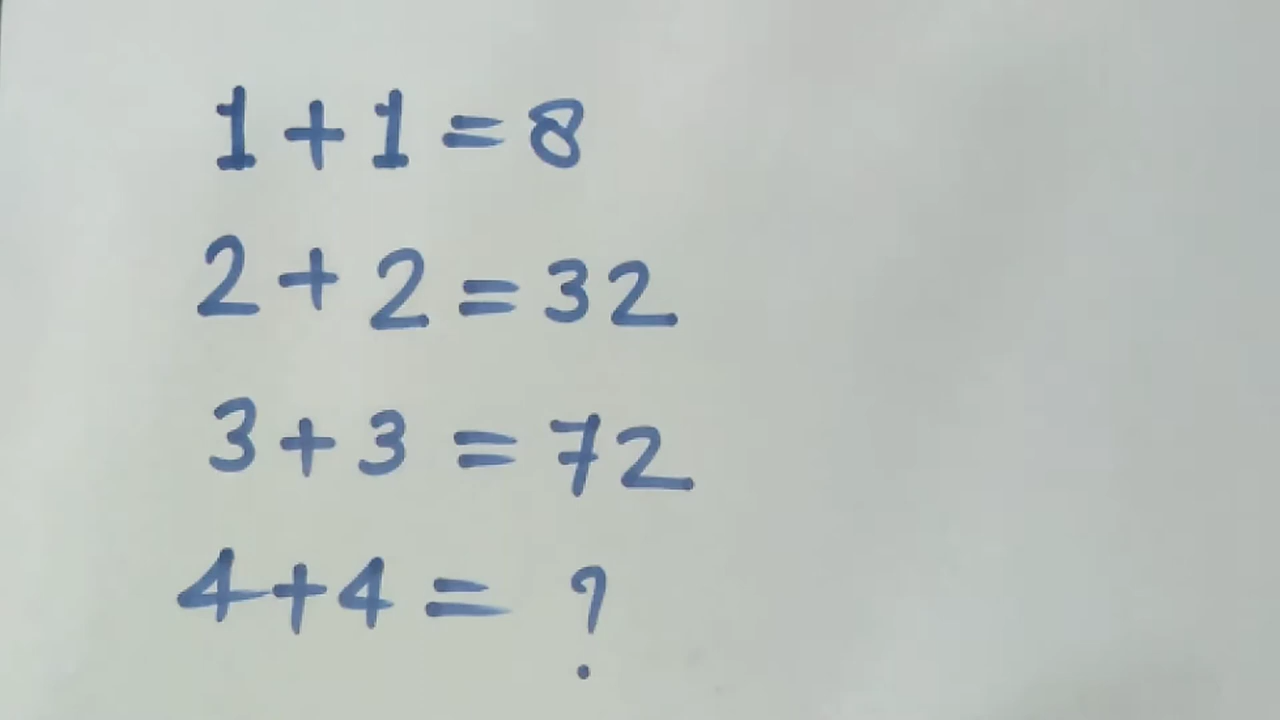 1 + 1 = 8
2 + 2 = 32
3 + 3 = 72
4 + 4 = ?